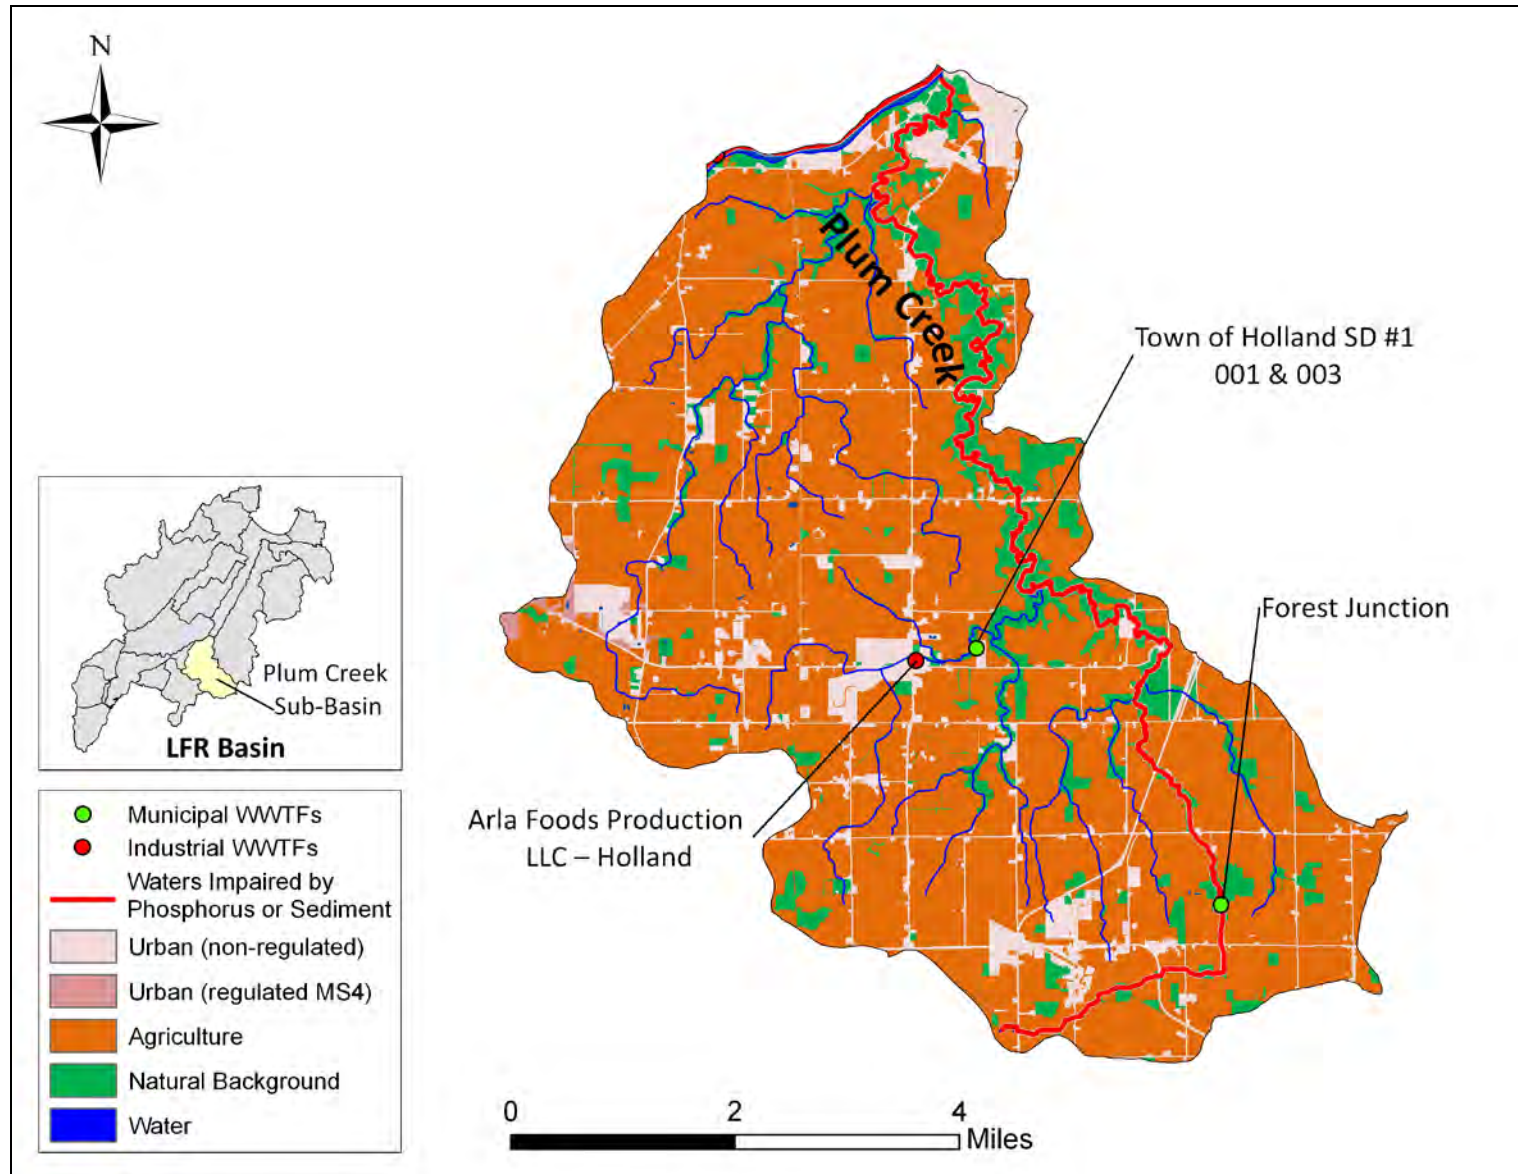 N
Plum Creek
Town of Holland SD #1
001 & 003
Forest Junction
Arla Foods Production
LLC – Holland
Plum Creek
Sub-Basin
LFR Basin
Municipal WWTFs
Industrial WWTFs
Waters Impaired by
Phosphorus or Sediment
Urban (non-regulated)
Urban (regulated MS4)
Agriculture
Natural Background
Water
0 2 4
Miles